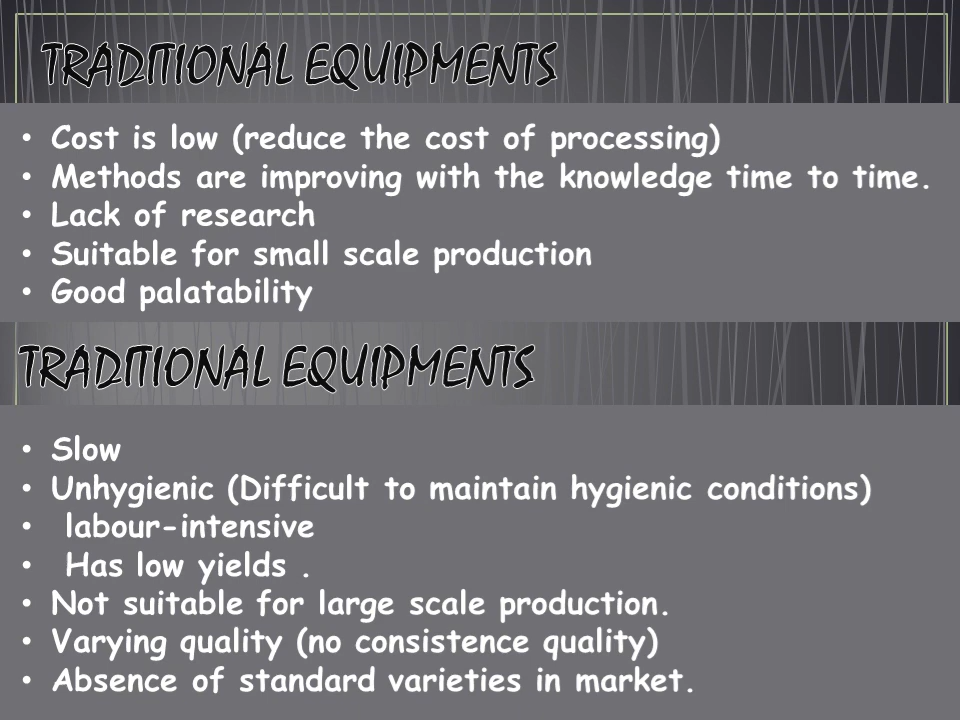 TRADITIONAL EQUIPMENTS
• Cost is low (reduce the cost of processing)
• Methods are improving with the knowledge time to time.
• Lack of research
• Suitable for small scale production
• Good palatability
TRADITIONAL EQUIPMENTS
• Slow
• Unhygienic (Difficult to maintain hygienic conditions)
• labour-intensive
• Has low yields .
• Not suitable for large scale production.
• Varying quality (no consistence quality)
• Absence of standard varieties in market.